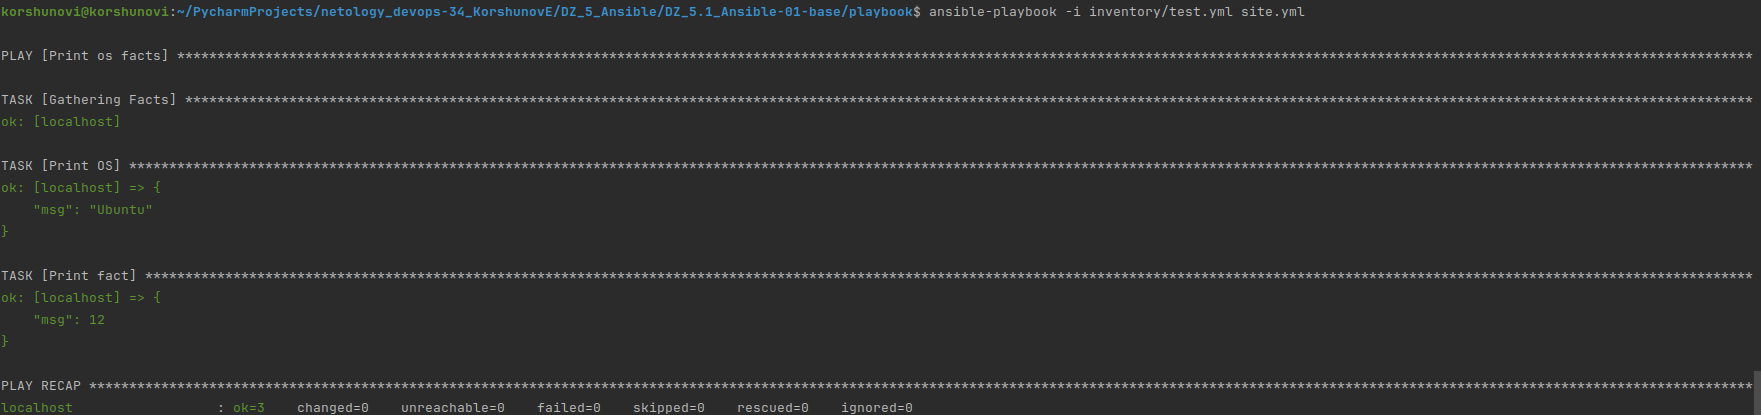 korshunovi@korshunovi:~/PycharmProjects/netology_devops-34_KorshunovE/DZ_5_Ansible/DZ_5.1_Ansible-01-base/playbook$ ansible-playbook -i inventory/test.yml site.yml
PLAY [Print os facts] ****************************************************************************************************************************************************************************************************
TASK [Gathering Facts] ***************************************************************************************************************************************************************************************************
ok: [localhost]
TASK [Print OS] **********************************************************************************************************************************************************************************************************
ok: [localhost] => {
    "msg": "Ubuntu"
}
TASK [Print fact] ********************************************************************************************************************************************************************************************************
ok: [localhost] => {
    "msg": 12
}
PLAY RECAP ***************************************************************************************************************************************************************************************************************
localhost                  : ok=3    changed=0    unreachable=0    failed=0    skipped=0    rescued=0    ignored=0